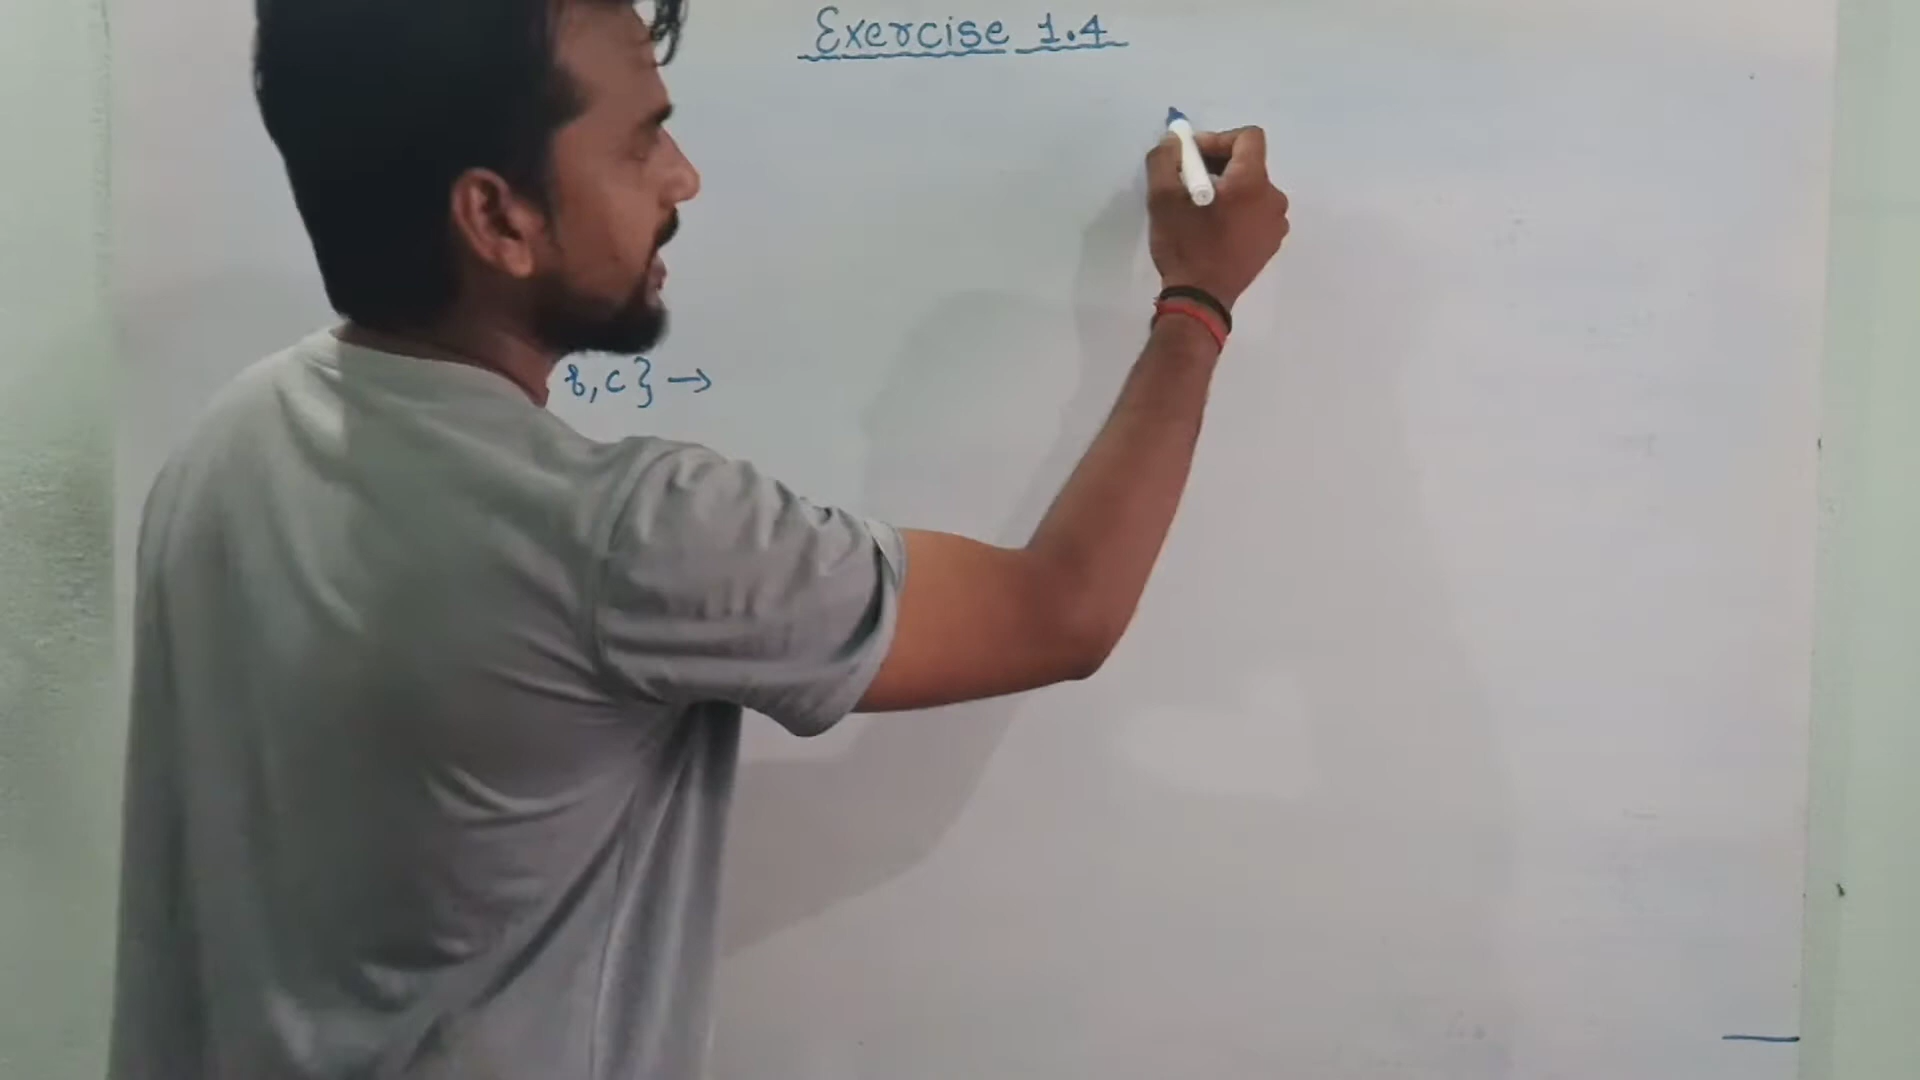 Exercise 1.4
b, c } →